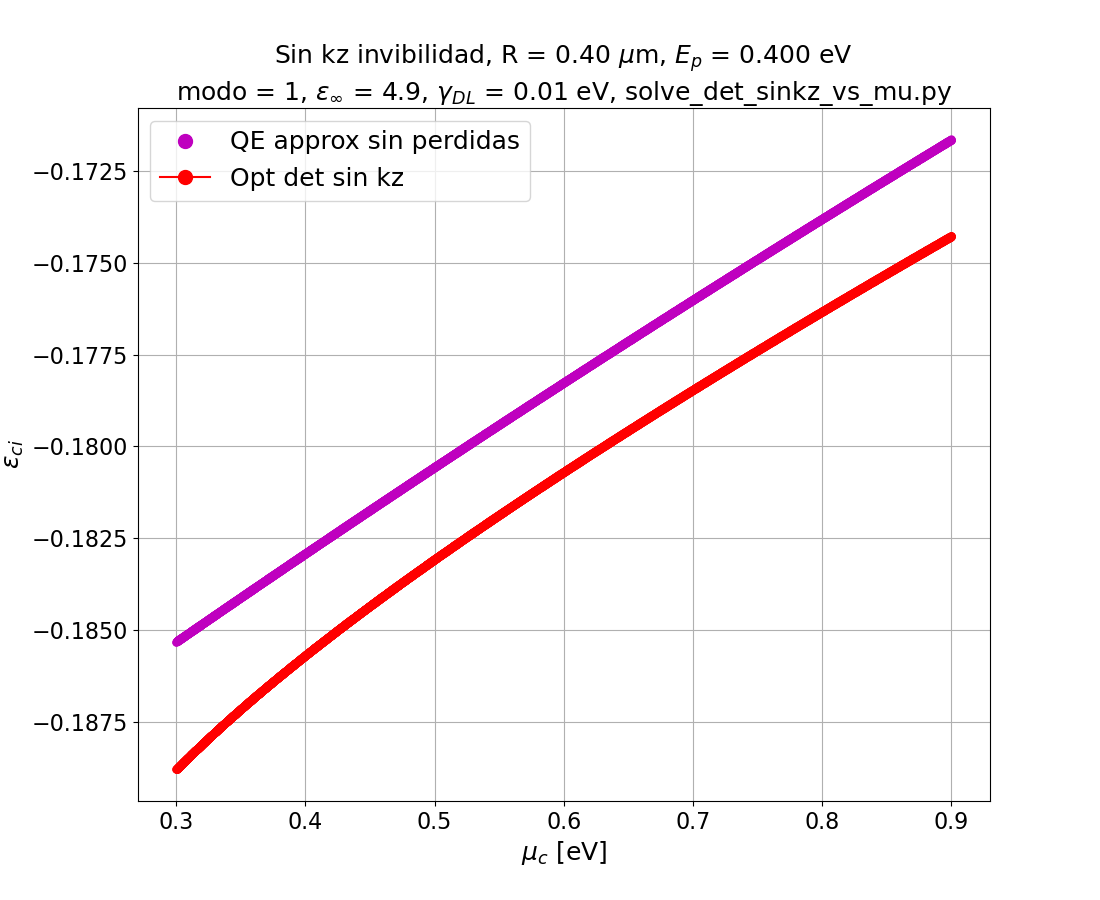 Sin kz invibilidad, R = 0.40 μm, E_p = 0.400 eV
modo = 1, ε_∞ = 4.9, γ_DL = 0.01 eV, solve_det_sinkz_vs_mu.py
QE approx sin perdidas
Opt det sin kz
−0.1725
−0.1750
−0.1775
−0.1800
−0.1825
−0.1850
−0.1875
ε_ci
0.3 0.4 0.5 0.6 0.7 0.8 0.9
μ_c [eV]